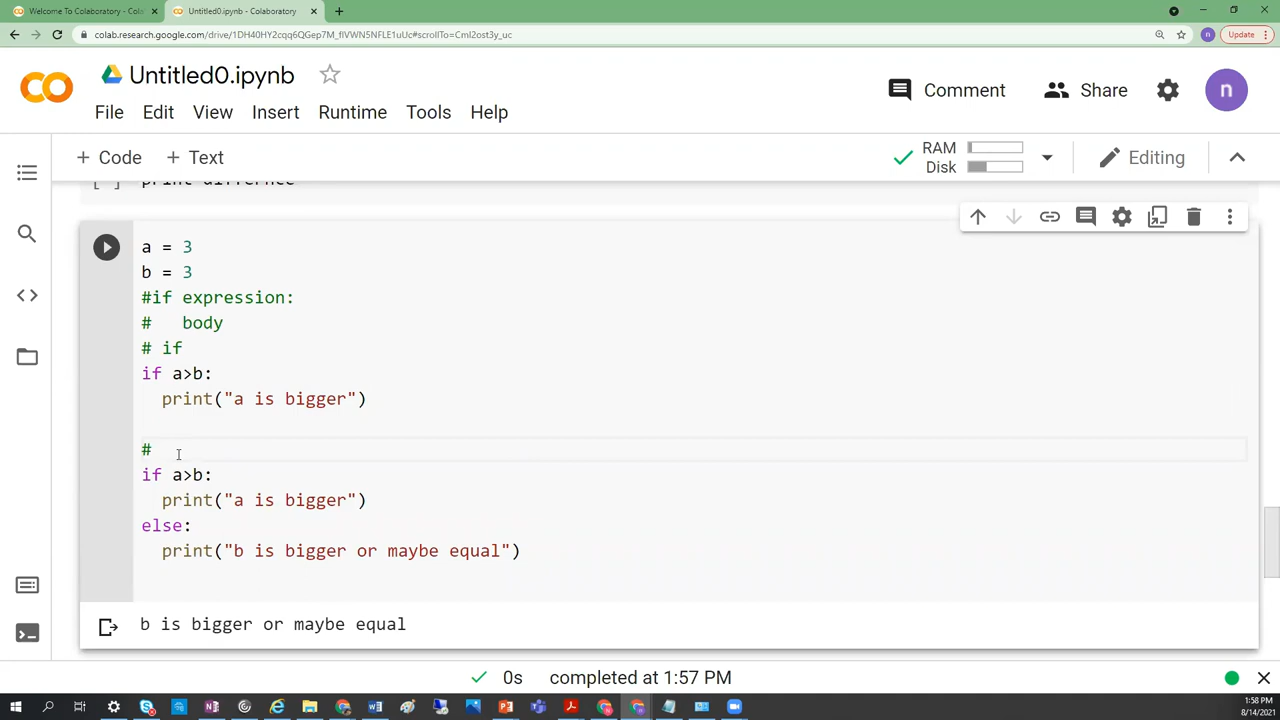 Welcome To Colaboratory - Cola
Untitled0.ipynb - Colaboratory
colab.research.google.com/drive/1DH40HY2cqq6QGep7M_fIVWN5NFLE1uUc#scrollTo=CmI2ost3y_uc
n
Update
Untitled0.ipynb
File Edit View Insert Runtime Tools Help
Comment
Share
n
+ Code + Text
RAM
Disk
Editing
[ ] print differnce
a = 3
b = 3
#if expression:
#   body
# if
if a>b:
  print("a is bigger")
#
if a>b:
  print("a is bigger")
else:
  print("b is bigger or maybe equal")
b is bigger or maybe equal
0s completed at 1:57 PM
1:58 PM
8/14/2021